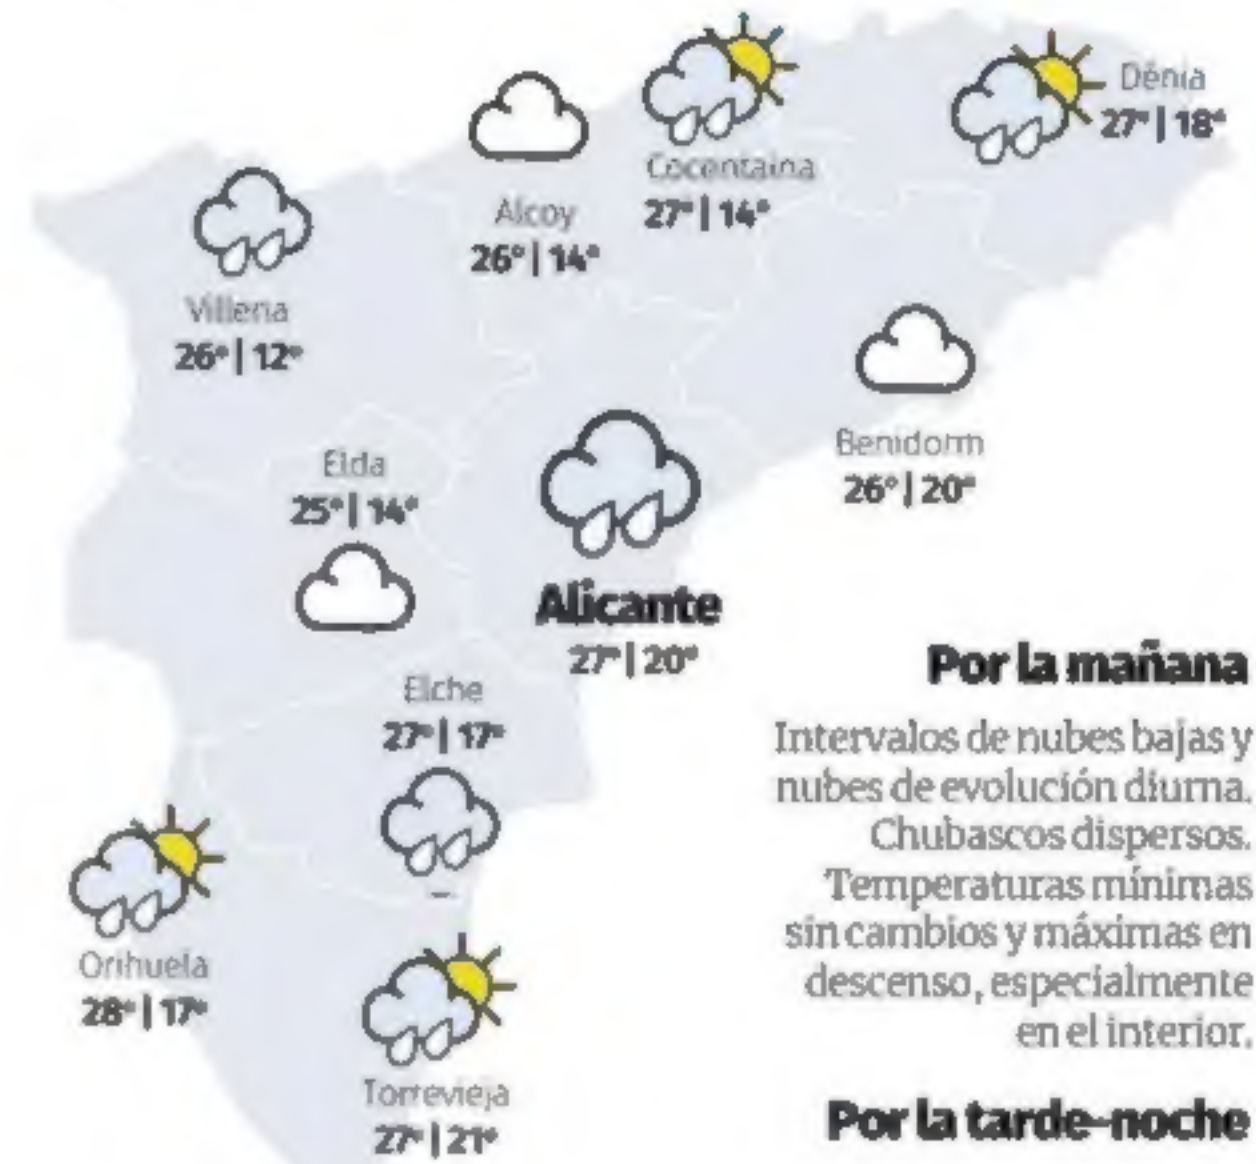 Dénia
27°|18°
Cocentaina
27°|14°
Alcoy
26°|14°
Villena
26°|12°
Benidorm
26°|20°
Elda
25°|14°
Alicante
27°|20°
Elche
27°|17°
Orihuela
28°|17°
Torrevieja
27°|21°
Por la mañana
Intervalos de nubes bajas y
nubes de evolución diurna.
Chubascos dispersos.
Temperaturas mínimas
sin cambios y máximas en
descenso, especialmente
en el interior.
Por la tarde-noche